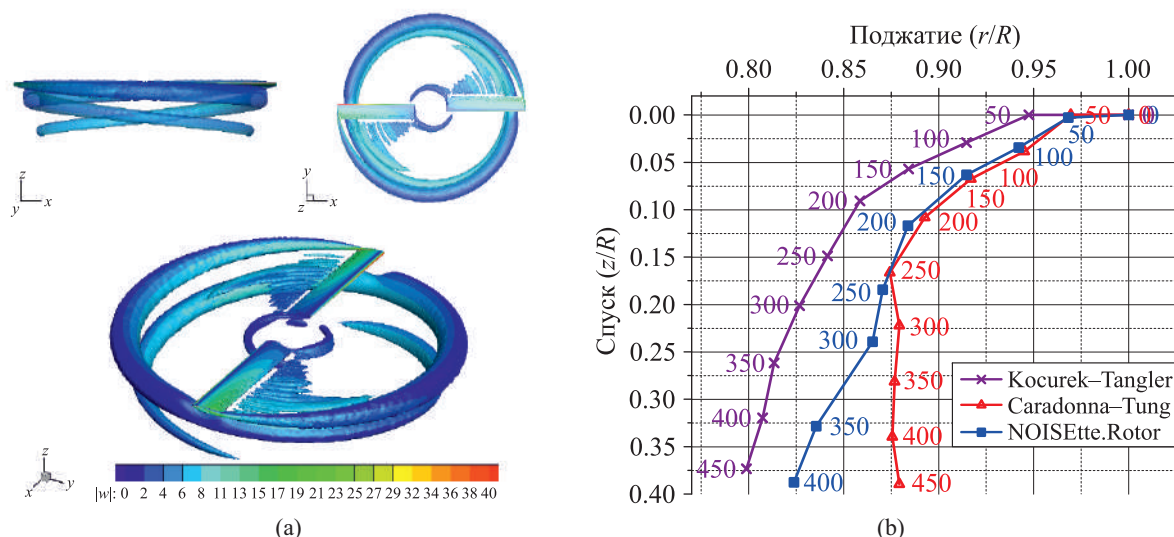 z
y x
y
z x
z
x y
|w|: 0 2 4 6 8 11 13 15 17 19 21 23 25 27 29 32 34 36 38 40
(a)
Поджатие (r/R)
0.80 0.85 0.90 0.95 1.00
Спуск (z/R)
0.00
0.05
0.10
0.15
0.20
0.25
0.30
0.35
0.40
50 50 0
50
100 100
150 150 100
150
200 200 200
250 250
250
300 300
300
350 350
350
400 400
450 400 450
Kocurek–Tangler
Caradonna–Tung
NOISEtte.Rotor
(b)